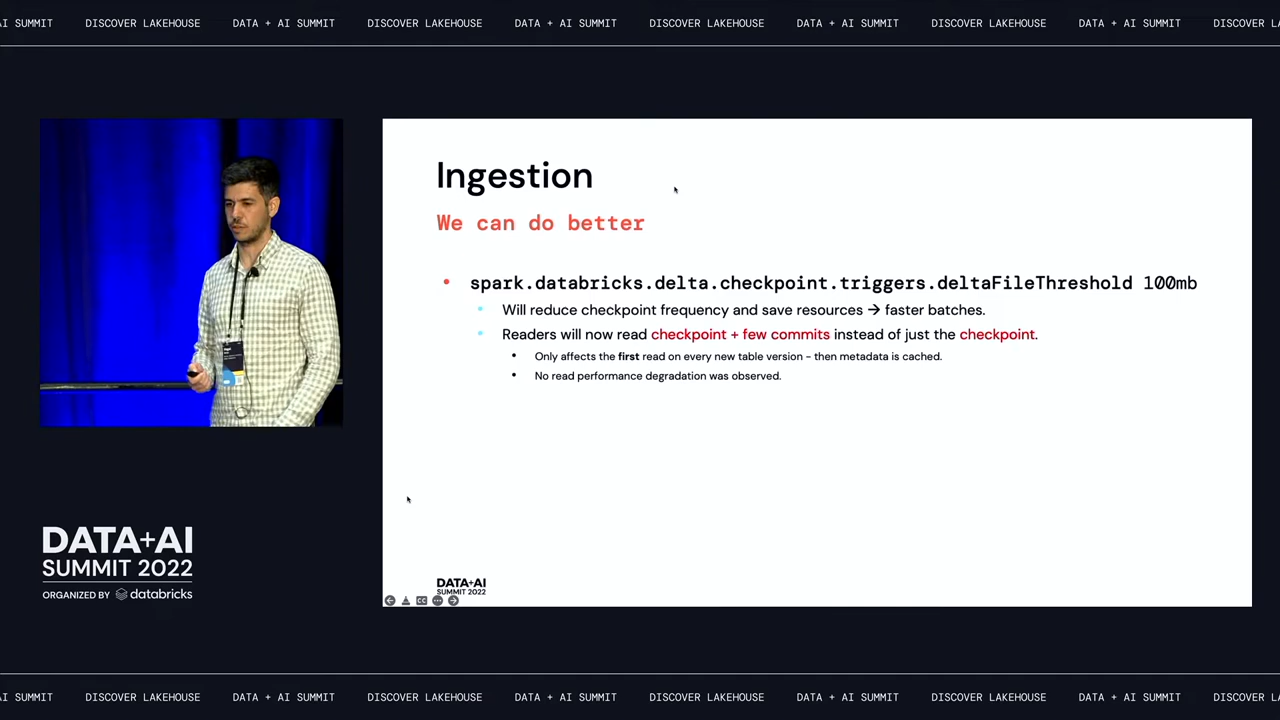 AI SUMMIT DISCOVER LAKEHOUSE DATA + AI SUMMIT DISCOVER LAKEHOUSE DATA + AI SUMMIT DISCOVER LAKEHOUSE DATA + AI SUMMIT DISCOVER LAKEHOUSE DATA + AI SUMMIT DISCOVER LA
Ingestion
We can do better
• spark.databricks.delta.checkpoint.triggers.deltaFileThreshold 100mb
• Will reduce checkpoint frequency and save resources → faster batches.
• Readers will now read checkpoint + few commits instead of just the checkpoint.
• Only affects the first read on every new table version - then metadata is cached.
• No read performance degradation was observed.
DATA+AI
SUMMIT 2022
ORGANIZED BY databricks
DATA+AI
SUMMIT 2022
CC
AI SUMMIT DISCOVER LAKEHOUSE DATA + AI SUMMIT DISCOVER LAKEHOUSE DATA + AI SUMMIT DISCOVER LAKEHOUSE DATA + AI SUMMIT DISCOVER LAKEHOUSE DATA + AI SUMMIT DISCOVER LA